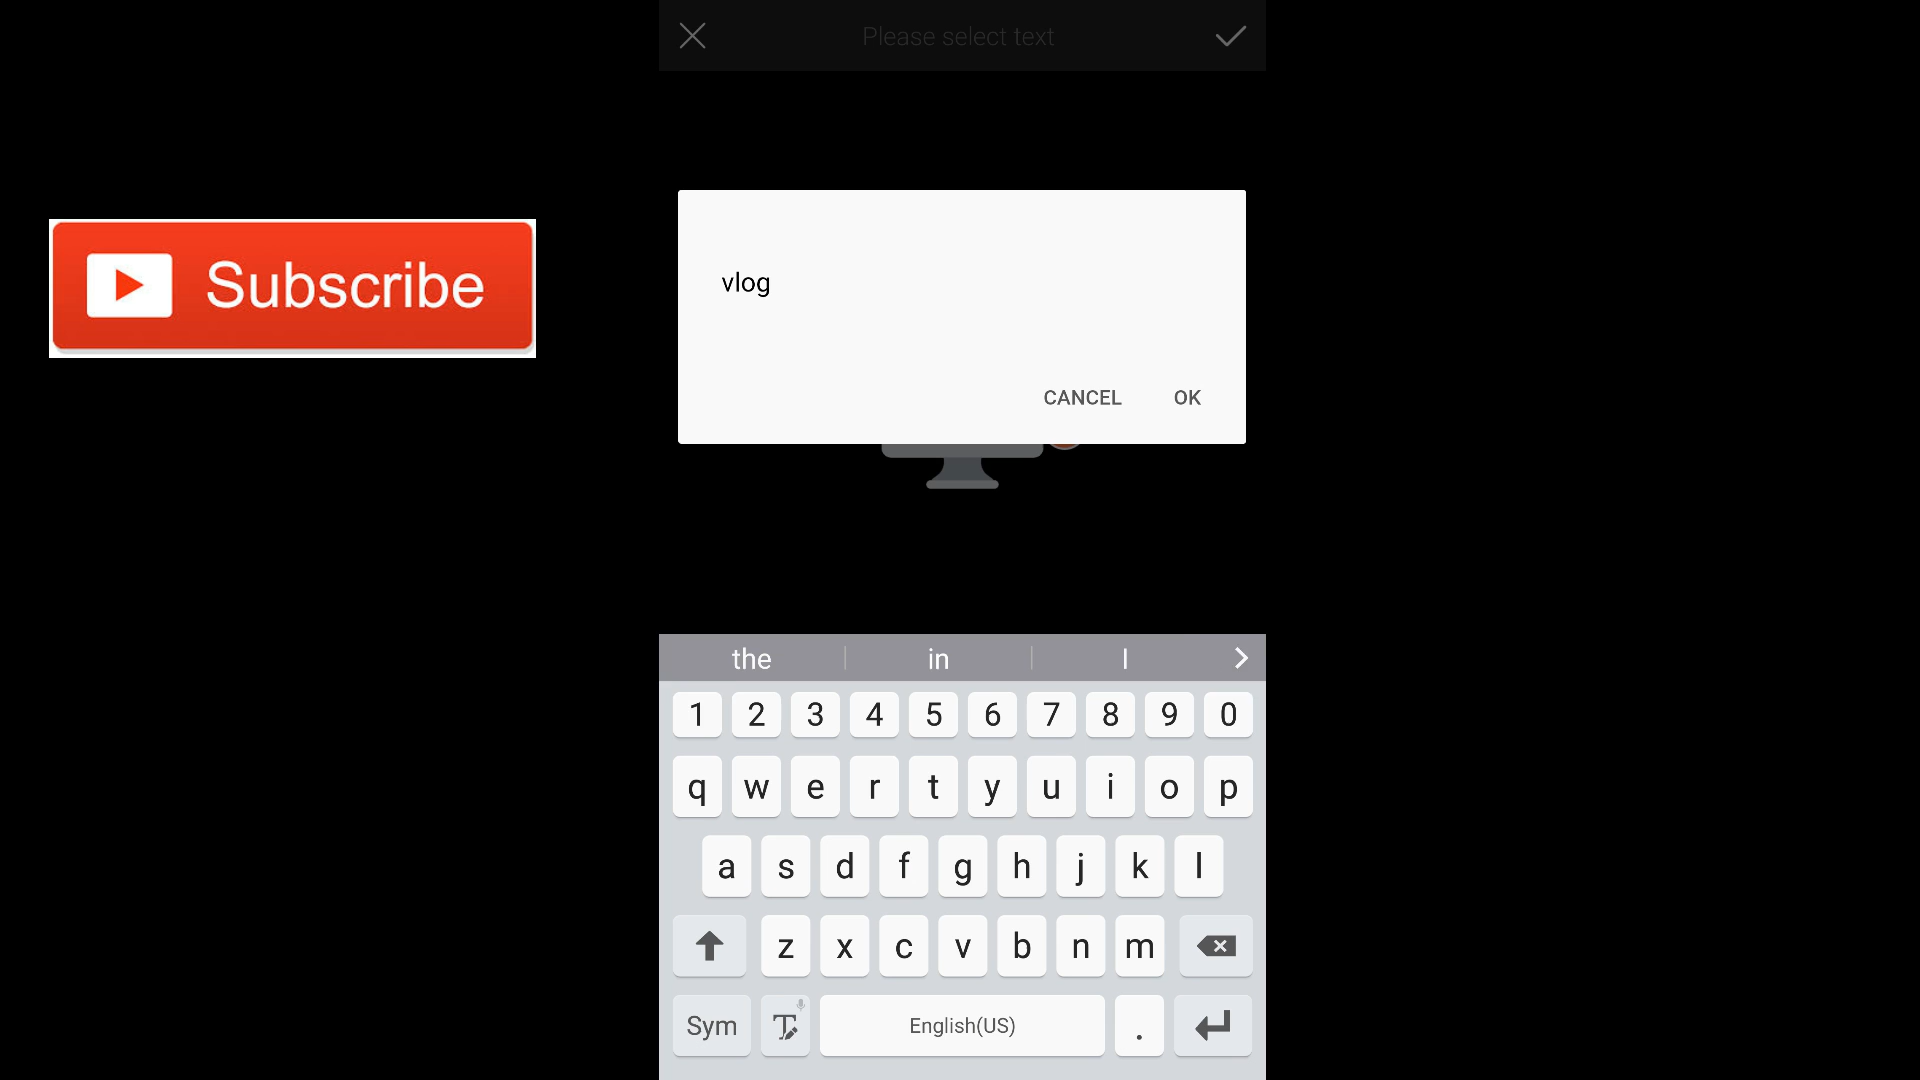 Please select text
Subscribe
vlog
CANCEL OK
the in I
1 2 3 4 5 6 7 8 9 0
q w e r t y u i o p
a s d f g h j k l
z x c v b n m
Sym T English(US) .